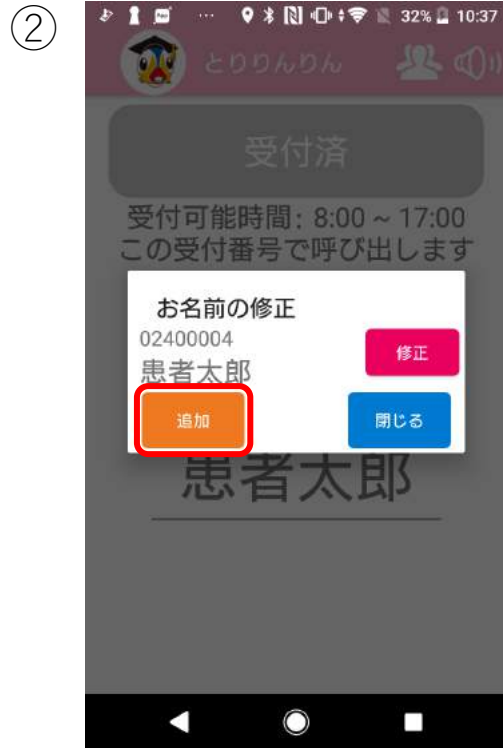 ②
32% 10:37
とりりんりん
受付済
受付可能時間: 8:00 ~ 17:00
この受付番号で呼び出します
お名前の修正
02400004
患者太郎
修正
追加
閉じる
患者太郎